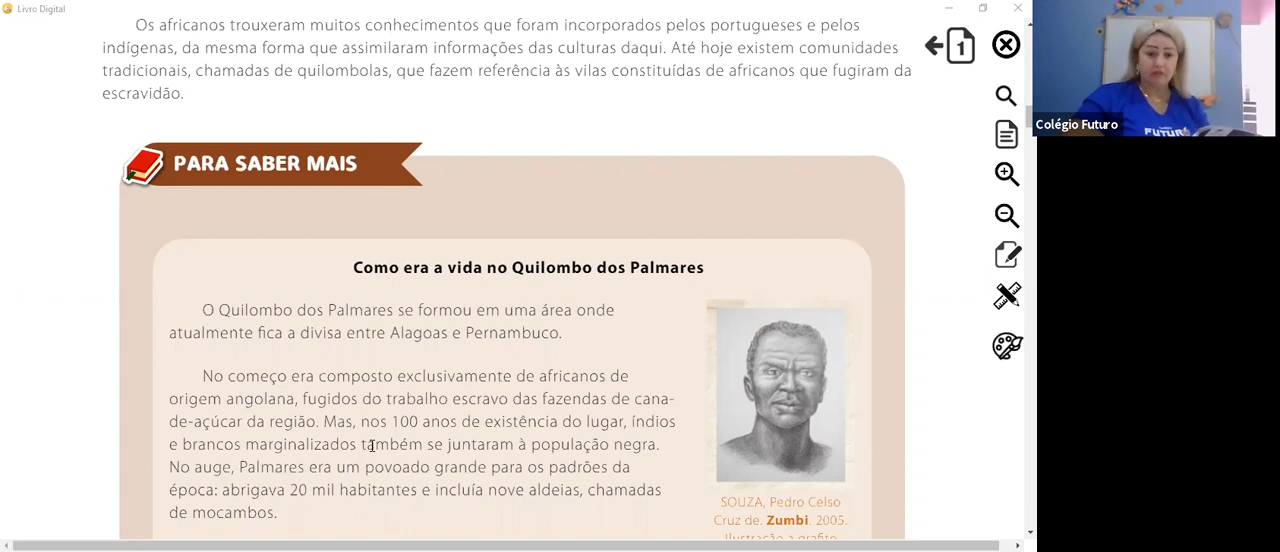 Livro Digital
Os africanos trouxeram muitos conhecimentos que foram incorporados pelos portugueses e pelos
indígenas, da mesma forma que assimilaram informações das culturas daqui. Até hoje existem comunidades
tradicionais, chamadas de quilombolas, que fazem referência às vilas constituídas de africanos que fugiram da
escravidão.
1
Colégio Futuro
FUTURO
PARA SABER MAIS
Como era a vida no Quilombo dos Palmares
O Quilombo dos Palmares se formou em uma área onde
atualmente fica a divisa entre Alagoas e Pernambuco.
No começo era composto exclusivamente de africanos de
origem angolana, fugidos do trabalho escravo das fazendas de cana-
de-açúcar da região. Mas, nos 100 anos de existência do lugar, índios
e brancos marginalizados também se juntaram à população negra.
No auge, Palmares era um povoado grande para os padrões da
época: abrigava 20 mil habitantes e incluía nove aldeias, chamadas
de mocambos.
SOUZA, Pedro Celso
Cruz de. Zumbi. 2005.
Ilustração a grafite